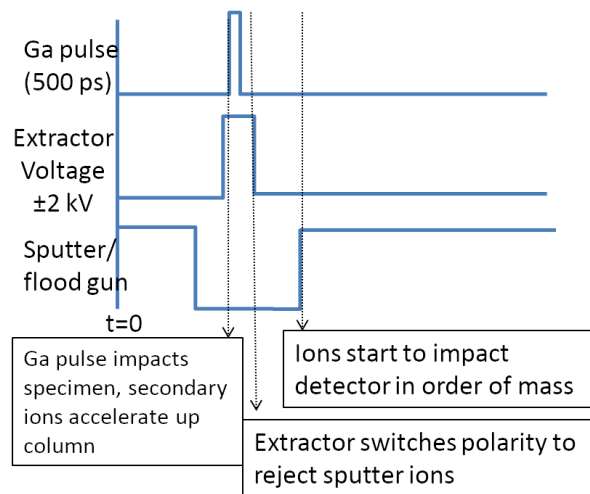 Ga pulse
(500 ps)
Extractor
Voltage
±2 kV
Sputter/
flood gun
t=0
Ga pulse impacts
specimen, secondary
ions accelerate up
column
Ions start to impact
detector in order of mass
Extractor switches polarity to
reject sputter ions